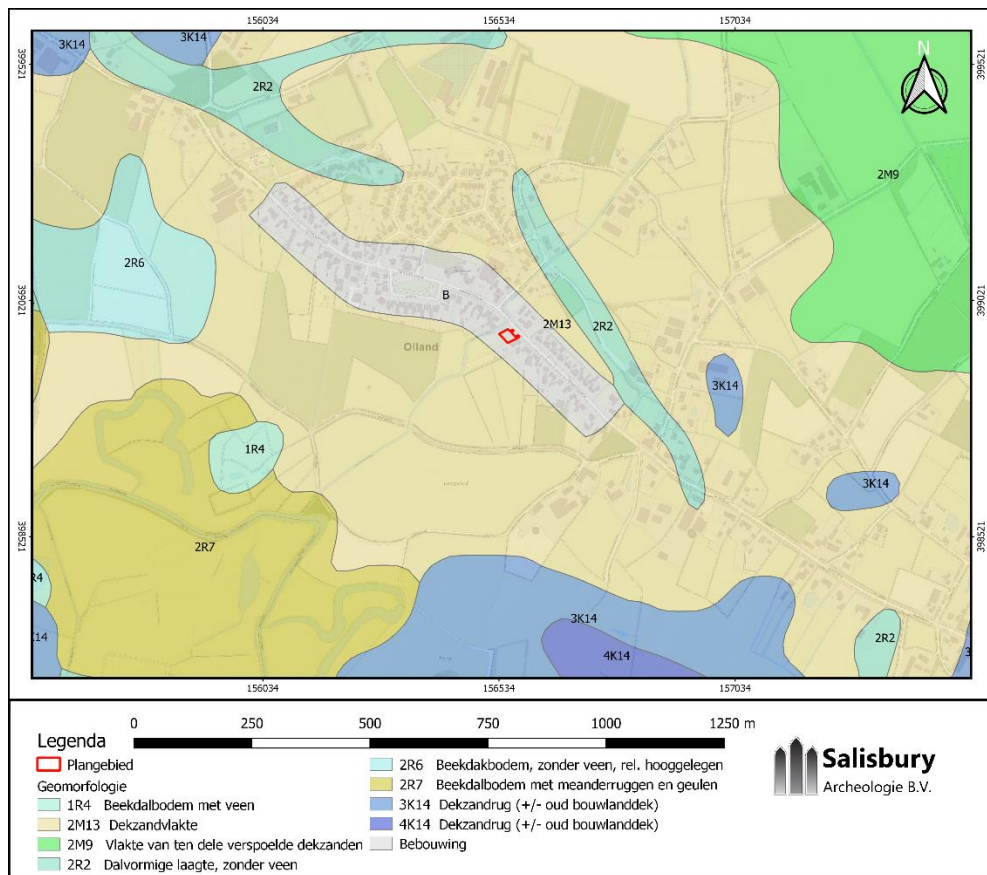 156034 156534 157034
3K14 3K14
399521 399521
2R2
N
2M9
2R6
B
399021 399021
2M13 2R2
Olland
3K14
1R4
3K14
398521 398521
2R7
R4
3K14
K14
4K14
2R2
3
156034 156534 157034
0 250 500 750 1000 1250 m
Legenda
Plangebied
Geomorfologie
1R4 Beekdalbodem met veen
2M13 Dekzandvlakte
2M9 Vlakte van ten dele verspoelde dekzanden
2R2 Dalvormige laagte, zonder veen
2R6 Beekdakbodem, zonder veen, rel. hooggelegen
2R7 Beekdalbodem met meanderruggen en geulen
3K14 Dekzandrug (+/- oud bouwlanddek)
4K14 Dekzandrug (+/- oud bouwlanddek)
Bebouwing
Salisbury
Archeologie B.V.